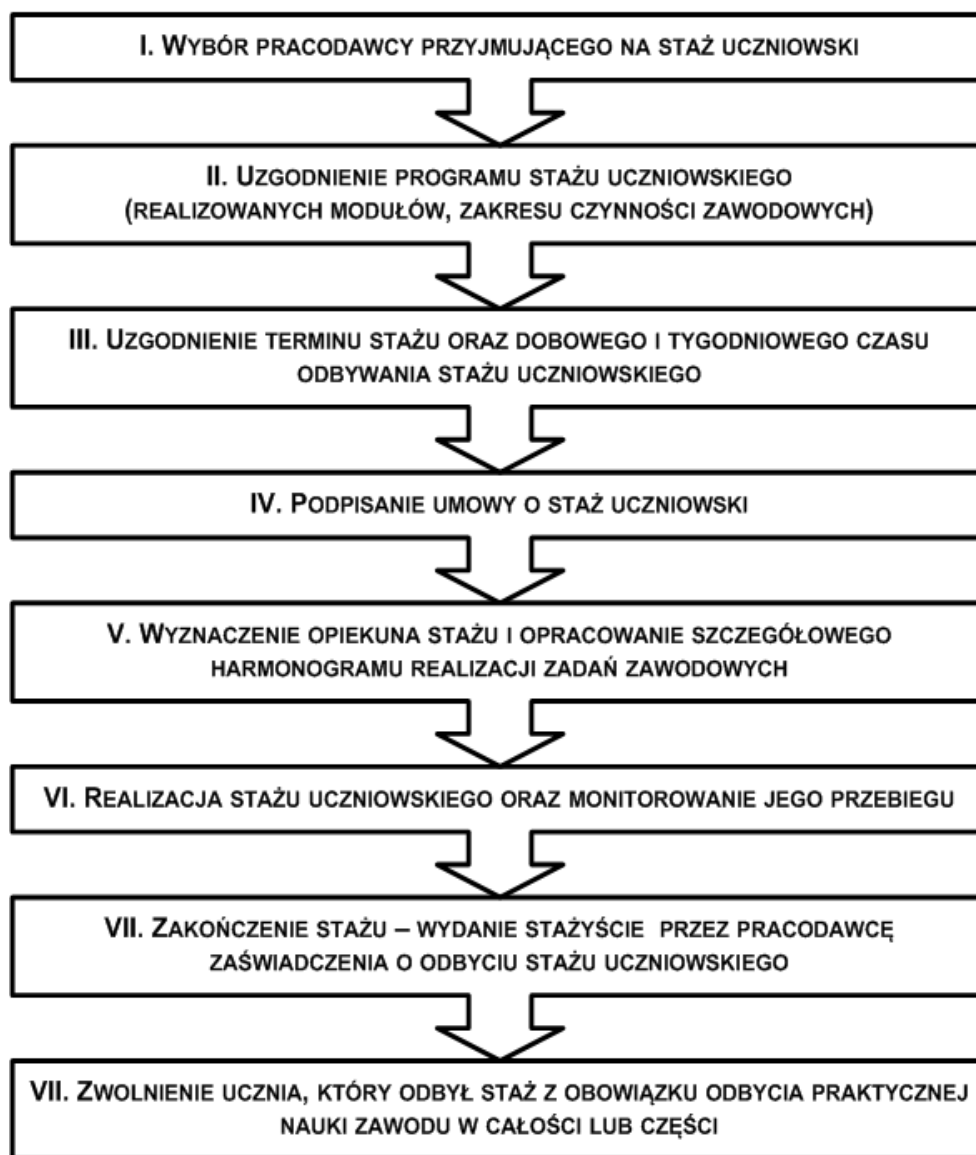 I. WYBÓR PRACODAWCY PRZYJMUJĄCEGO NA STAŻ UCZNIOWSKI
II. UZGODNIENIE PROGRAMU STAŻU UCZNIOWSKIEGO
(REALIZOWANYCH MODUŁÓW, ZAKRESU CZYNNOŚCI ZAWODOWYCH)
III. UZGODNIENIE TERMINU STAŻU ORAZ DOBOWEGO I TYGODNIOWEGO CZASU
ODBYWANIA STAŻU UCZNIOWSKIEGO
IV. PODPISANIE UMOWY O STAŻ UCZNIOWSKI
V. WYZNACZENIE OPIEKUNA STAŻU I OPRACOWANIE SZCZEGÓŁOWEGO
HARMONOGRAMU REALIZACJI ZADAŃ ZAWODOWYCH
VI. REALIZACJA STAŻU UCZNIOWSKIEGO ORAZ MONITOROWANIE JEGO PRZEBIEGU
VII. ZAKOŃCZENIE STAŻU – WYDANIE STAŻYŚCIE PRZEZ PRACODAWCĘ
ZAŚWIADCZENIA O ODBYCIU STAŻU UCZNIOWSKIEGO
VII. ZWOLNIENIE UCZNIA, KTÓRY ODBYŁ STAŻ Z OBOWIĄZKU ODBYCIA PRAKTYCZNEJ
NAUKI ZAWODU W CAŁOŚCI LUB CZĘŚCI